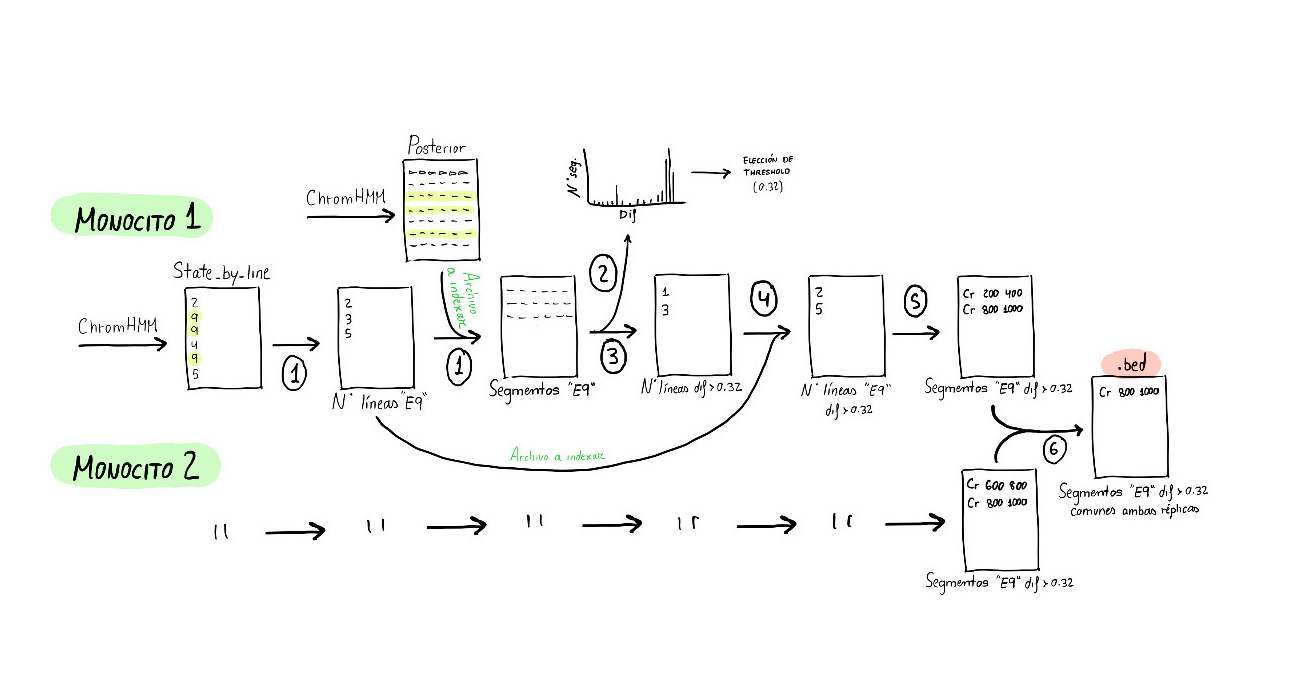 Posterior
ChromHMM
N° seg.
Dif
ELECCIÓN DE
THRESHOLD
(0.32)
MONOCITO 1
State_by_line
ChromHMM
2
9
9
4
9
5
1
2
3
5
N° líneas "E9"
Archivo
a indexar
1
Segmentos "E9"
2
3
1
3
N° líneas dif > 0.32
4
2
5
N° líneas "E9"
dif > 0.32
5
Cr 200 400
Cr 800 1000
Segmentos "E9" dif > 0.32
Archivo a indexar
.bed
Cr 800 1000
6
Segmentos "E9" dif > 0.32
comunes ambas réplicas
MONOCITO 2
" " " " "
Cr 600 800
Cr 800 1000
Segmentos "E9" dif > 0.32